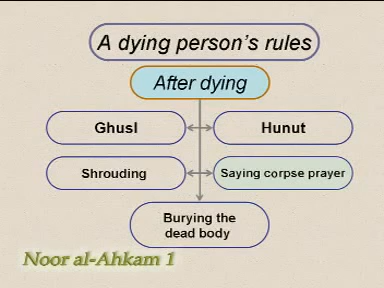 A dying person's rules
After dying
Ghusl
Hunut
Shrouding
Saying corpse prayer
Burying the
dead body
Noor al-Ahkam 1